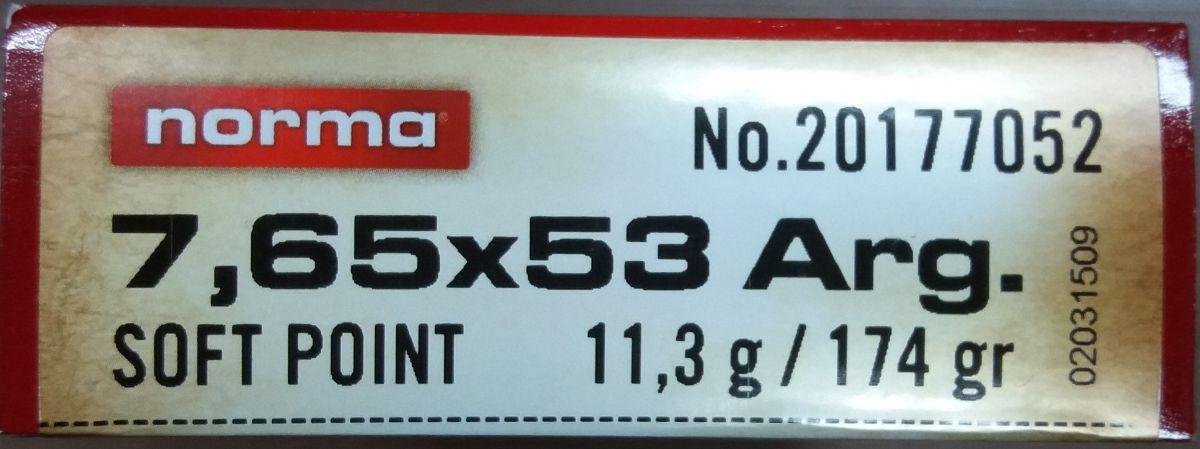 norma
No.20177052
7,65x53 Arg.
SOFT POINT 11,3 g / 174 gr
02031509